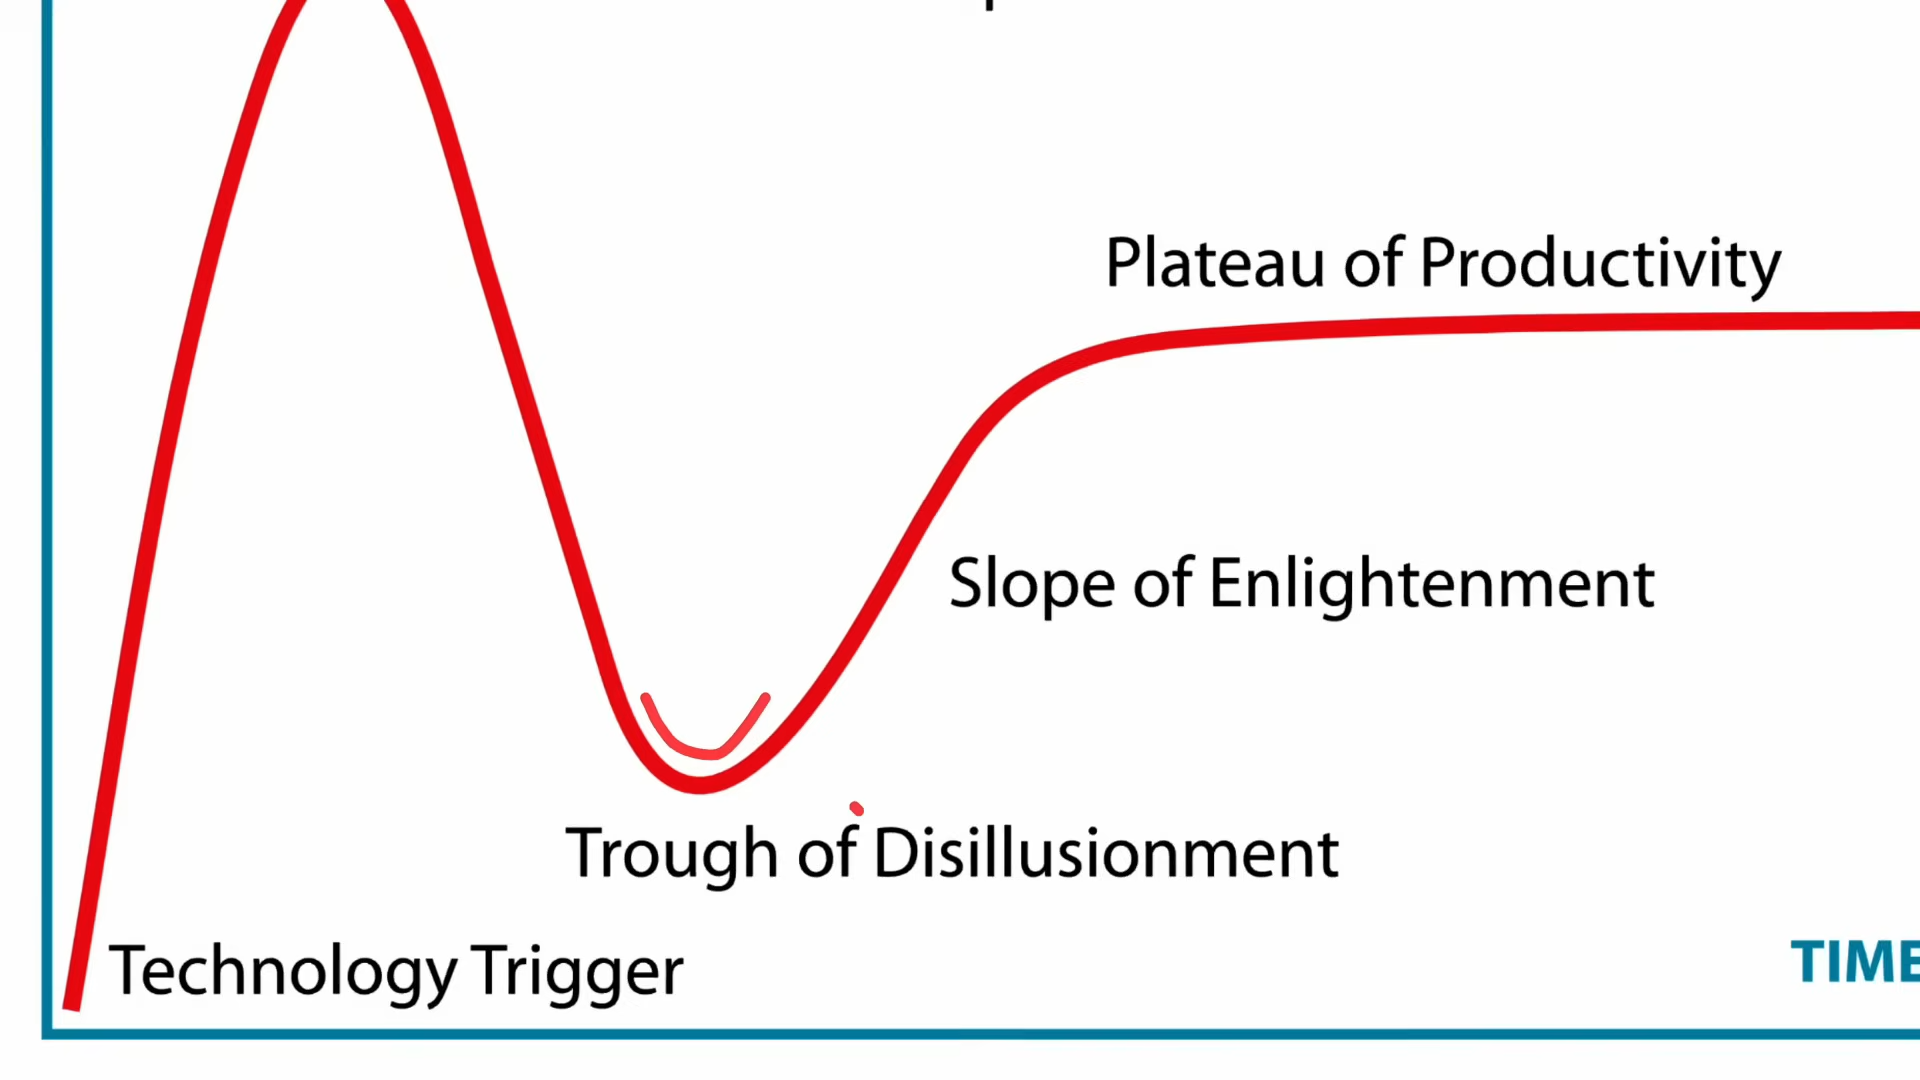 Plateau of Productivity
Slope of Enlightenment
Trough of Disillusionment
Technology Trigger
TIME